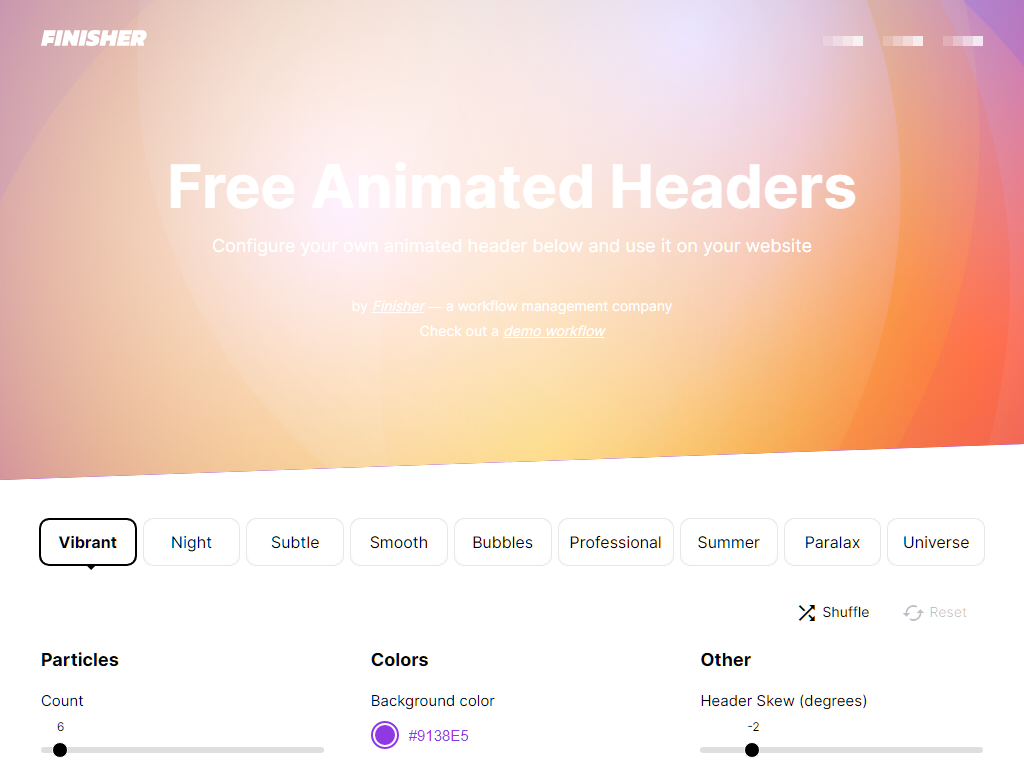 FINISHER
Free Animated Headers
Configure your own animated header below and use it on your website
by Finisher — a workflow management company
Check out a demo workflow
Vibrant Night Subtle Smooth Bubbles Professional Summer Paralax Universe
Shuffle Reset
Particles Colors Other
Count Background color Header Skew (degrees)
6 -2
#9138E5